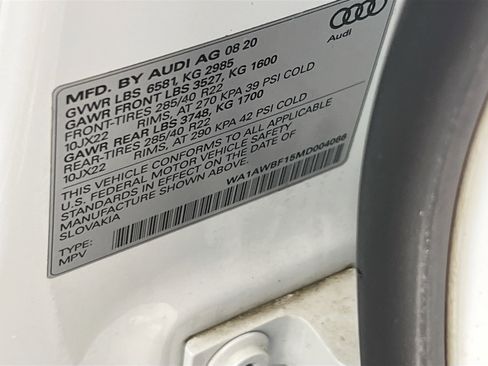 MFD. BY AUDI AG 08 20
GVWR LBS 6581, KG 2985
GAWR FRONT LBS 3527, KG 1600
FRONT-TIRES 285/40 R22
10JX22 RIMS, AT 270 KPA 39 PSI COLD
GAWR REAR LBS 3748, KG 1700
REAR-TIRES 285/40 R22
10JX22 RIMS, AT 290 KPA 42 PSI COLD
THIS VEHICLE CONFORMS TO ALL APPLICABLE
U.S. FEDERAL MOTOR VEHICLE SAFETY
STANDARDS IN EFFECT ON THE DATE OF
MANUFACTURE SHOWN ABOVE.
SLOVAKIA
WA1AWBF15MD004066
TYPE:
MPV
Audi